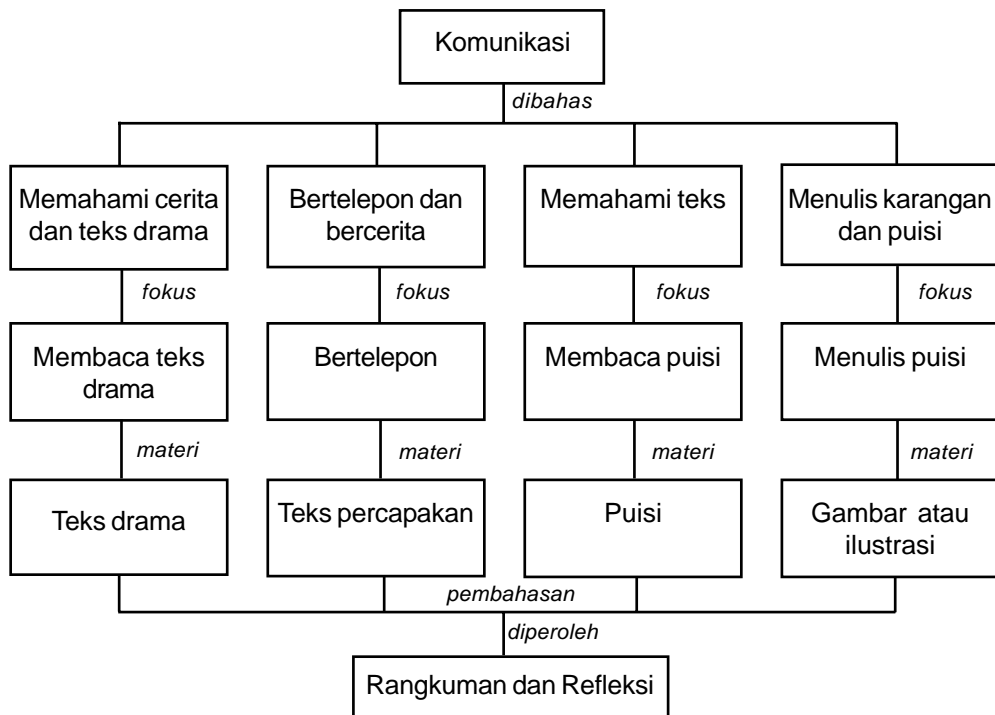 Komunikasi
dibahas
Memahami cerita
dan teks drama
Bertelepon dan
bercerita
Memahami teks
Menulis karangan
dan puisi
fokus
fokus
fokus
fokus
Membaca teks
drama
Bertelepon
Membaca puisi
Menulis puisi
materi
materi
materi
materi
Teks drama
Teks percapakan
Puisi
Gambar atau
ilustrasi
pembahasan
diperoleh
Rangkuman dan Refleksi